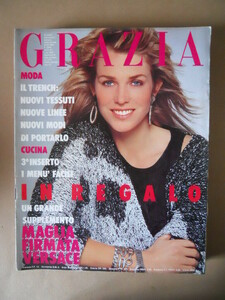 GRAZIA
MODA
IL TRENCH:
NUOVI TESSUTI
NUOVE LINEE
NUOVI MODI
DI PORTARLO
CUCINA
3° INSERTO
I MENU' FACILI
IN REGALO
UN GRANDE
SUPPLEMENTO
MAGLIA
FIRMATA
VERSACE